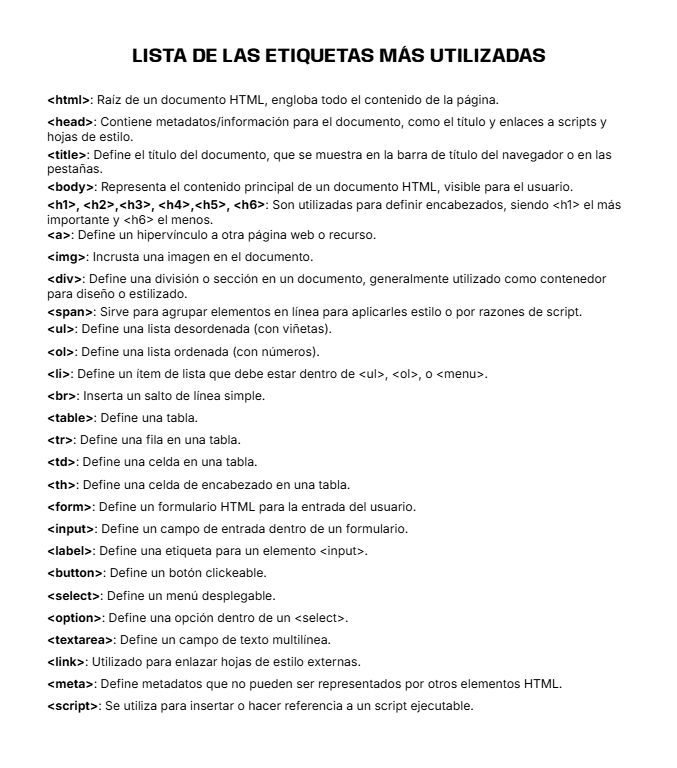 LISTA DE LAS ETIQUETAS MÁS UTILIZADAS
<html>: Raíz de un documento HTML, engloba todo el contenido de la página.
<head>: Contiene metadatos/información para el documento, como el título y enlaces a scripts y
hojas de estilo.
<title>: Define el título del documento, que se muestra en la barra de título del navegador o en las
pestañas.
<body>: Representa el contenido principal de un documento HTML, visible para el usuario.
<h1>, <h2>,<h3>, <h4>,<h5>, <h6>: Son utilizadas para definir encabezados, siendo <h1> el más
importante y <h6> el menos.
<a>: Define un hipervínculo a otra página web o recurso.
<img>: Incrusta una imagen en el documento.
<div>: Define una división o sección en un documento, generalmente utilizado como contenedor
para diseño o estilizado.
<span>: Sirve para agrupar elementos en línea para aplicarles estilo o por razones de script.
<ul>: Define una lista desordenada (con viñetas).
<ol>: Define una lista ordenada (con números).
<li>: Define un ítem de lista que debe estar dentro de <ul>, <ol>, o <menu>.
<br>: Inserta un salto de línea simple.
<table>: Define una tabla.
<tr>: Define una fila en una tabla.
<td>: Define una celda en una tabla.
<th>: Define una celda de encabezado en una tabla.
<form>: Define un formulario HTML para la entrada del usuario.
<input>: Define un campo de entrada dentro de un formulario.
<label>: Define una etiqueta para un elemento <input>.
<button>: Define un botón clickeable.
<select>: Define un menú desplegable.
<option>: Define una opción dentro de un <select>.
<textarea>: Define un campo de texto multilínea.
<link>: Utilizado para enlazar hojas de estilo externas.
<meta>: Define metadatos que no pueden ser representados por otros elementos HTML.
<script>: Se utiliza para insertar o hacer referencia a un script ejecutable.